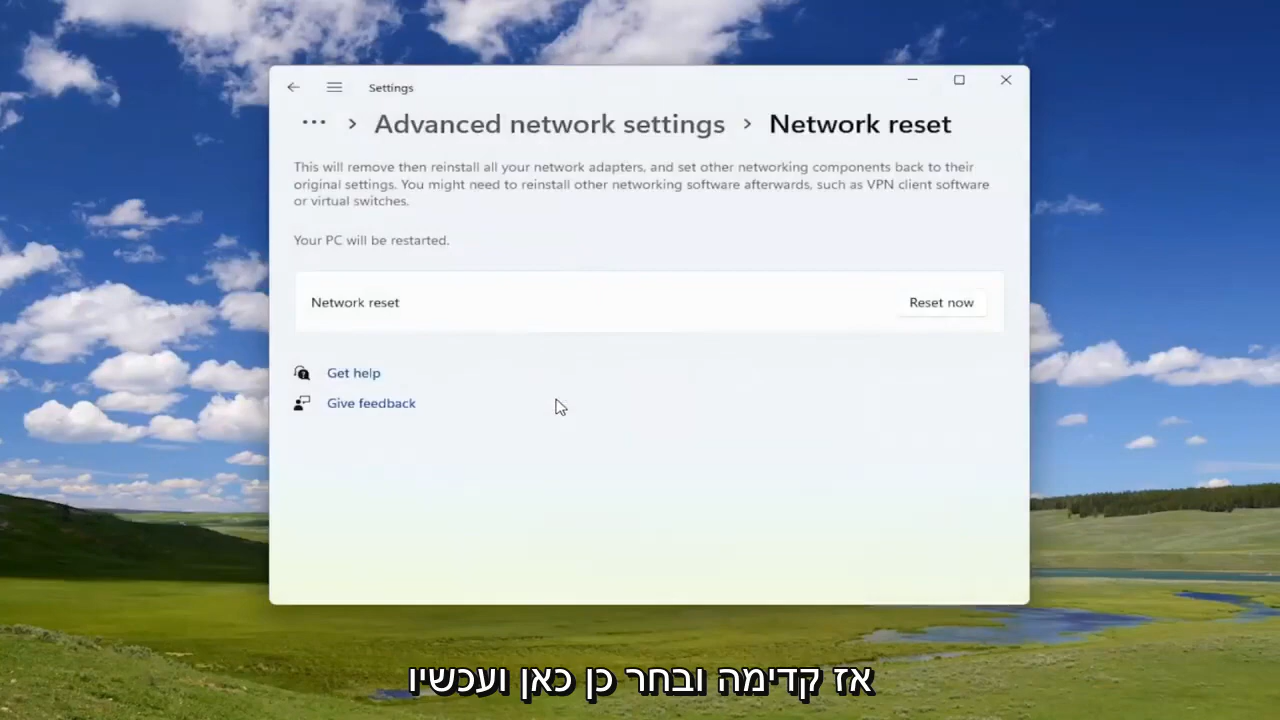 Settings
··· > Advanced network settings > Network reset
This will remove then reinstall all your network adapters, and set other networking components back to their
original settings. You might need to reinstall other networking software afterwards, such as VPN client software
or virtual switches.
Your PC will be restarted.
Network reset
Reset now
Get help
Give feedback
אז קדימה ובחר כן כאן ועכשיו